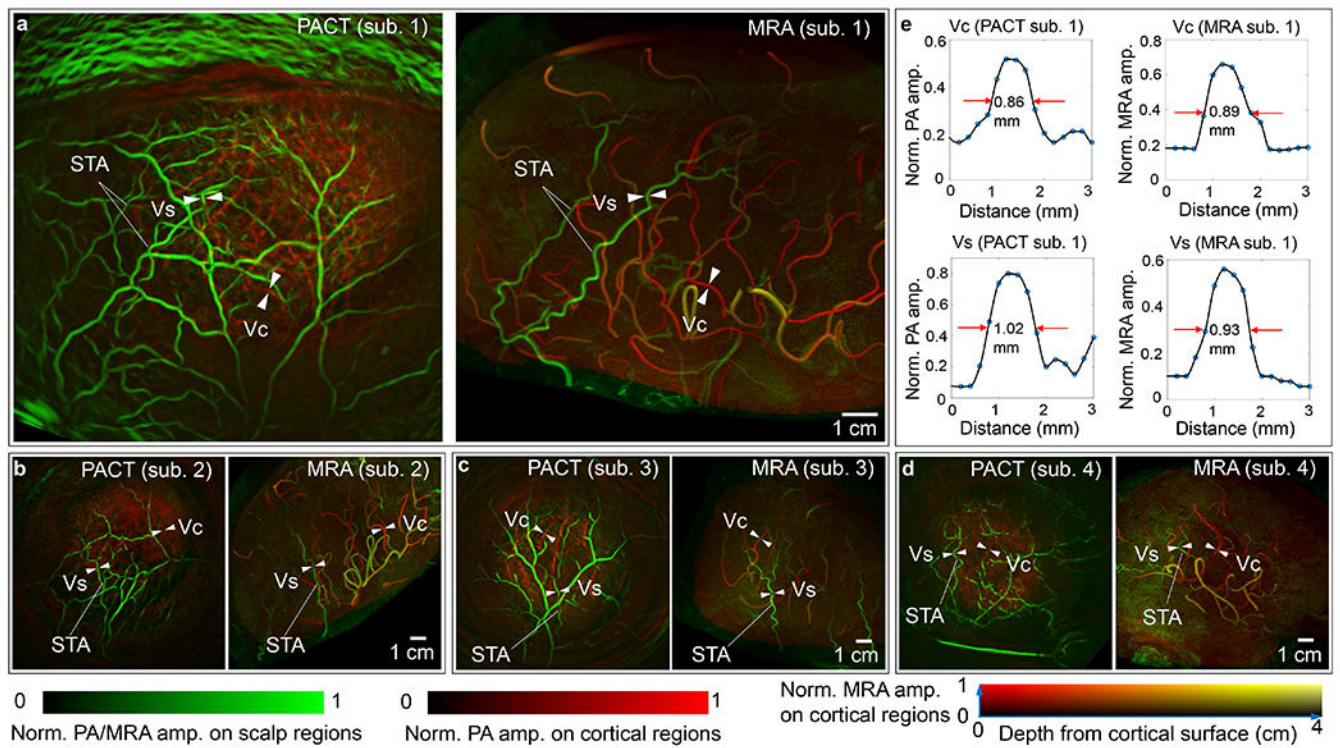 a
PACT (sub. 1)
STA
Vs
Vc
MRA (sub. 1)
STA
Vs
Vc
1 cm
e
Vc (PACT sub. 1)
Norm. PA amp.
0.6
0.4
0.2
0
0.86
mm
0 1 2 3
Distance (mm)
Vc (MRA sub. 1)
Norm. MRA amp.
0.8
0.6
0.4
0.2
0
0.89
mm
0 1 2 3
Distance (mm)
Vs (PACT sub. 1)
Norm. PA amp.
0.8
0.6
0.4
0.2
0
1.02
mm
0 1 2 3
Distance (mm)
Vs (MRA sub. 1)
Norm. MRA amp.
0.6
0.4
0.2
0
0.93
mm
0 1 2 3
Distance (mm)
b
PACT (sub. 2)
Vc
Vs
STA
MRA (sub. 2)
Vc
Vs
STA
1 cm
c
PACT (sub. 3)
Vc
Vs
STA
MRA (sub. 3)
Vc
Vs
STA
1 cm
d
PACT (sub. 4)
Vs
Vc
STA
MRA (sub. 4)
Vs
Vc
STA
1 cm
0 1
Norm. PA/MRA amp. on scalp regions
0 1
Norm. PA amp. on cortical regions
Norm. MRA amp.
on cortical regions
1
0
0 4
Depth from cortical surface (cm)